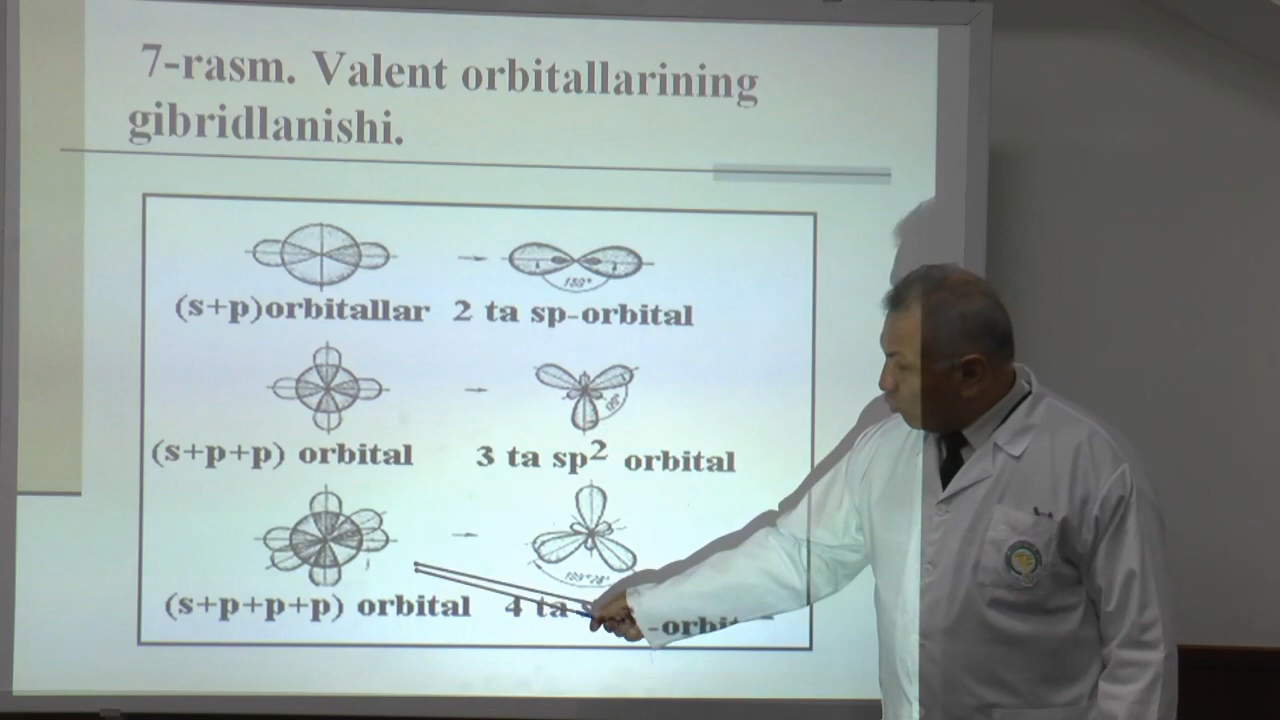 7-rasm. Valent orbitallarining
gibridlanishi.
180°
(s+p)orbitallar 2 ta sp-orbital
(s+p+p) orbital 3 ta sp² orbital
109°28'
(s+p+p+p) orbital 4 ta